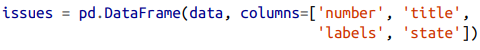 issues = pd.DataFrame(data, columns=['number', 'title',
'labels', 'state'])